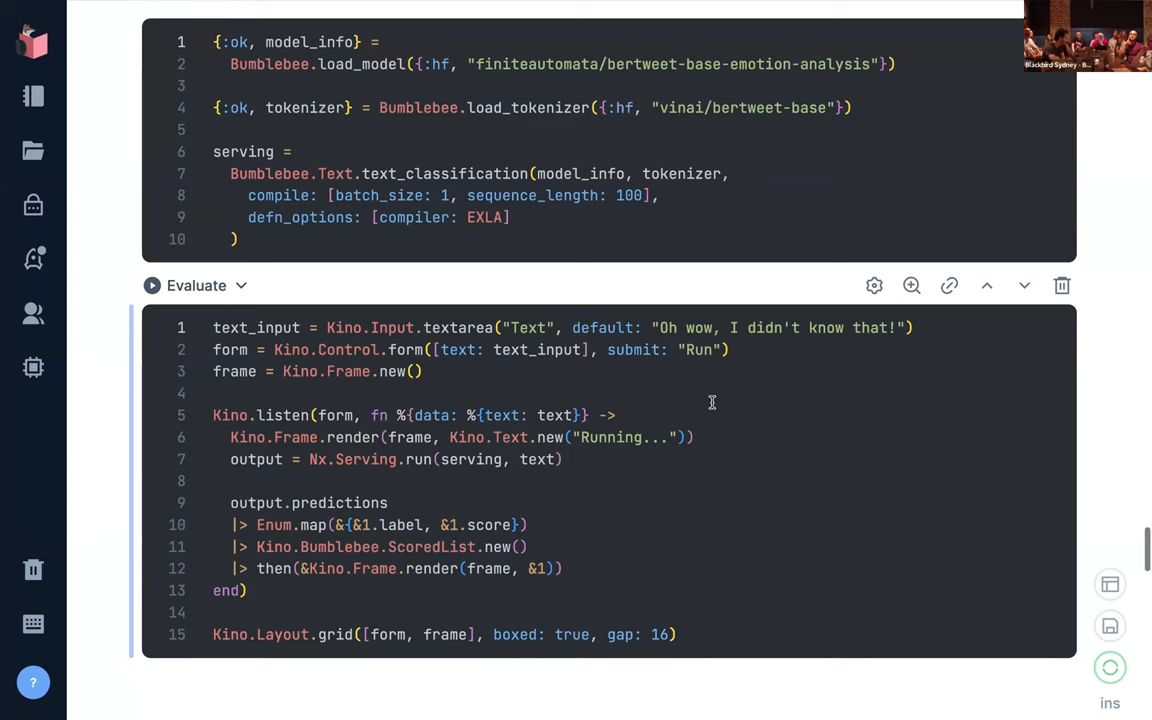 1 {:ok, model_info} =
2 Bumblebee.load_model({:hf, "finiteautomata/bertweet-base-emotion-analysis"})
3
4 {:ok, tokenizer} = Bumblebee.load_tokenizer({:hf, "vinai/bertweet-base"})
5
6 serving =
7 Bumblebee.Text.text_classification(model_info, tokenizer,
8 compile: [batch_size: 1, sequence_length: 100],
9 defn_options: [compiler: EXLA]
10 )
Blackbird Sydney - B...
Evaluate
1 text_input = Kino.Input.textarea("Text", default: "Oh wow, I didn't know that!")
2 form = Kino.Control.form([text: text_input], submit: "Run")
3 frame = Kino.Frame.new()
4
5 Kino.listen(form, fn %{data: %{text: text}} ->
6 Kino.Frame.render(frame, Kino.Text.new("Running..."))
7 output = Nx.Serving.run(serving, text)
8
9 output.predictions
10 |> Enum.map(&{&1.label, &1.score})
11 |> Kino.Bumblebee.ScoredList.new()
12 |> then(&Kino.Frame.render(frame, &1))
13 end)
14
15 Kino.Layout.grid([form, frame], boxed: true, gap: 16)
?
ins